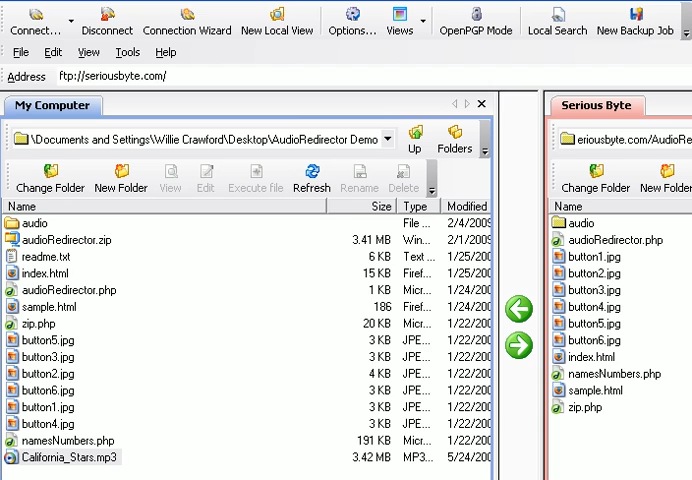 Connect... Disconnect Connection Wizard New Local View Options... Views OpenPGP Mode Local Search New Backup Job
File Edit View Tools Help
Address ftp://seriousbyte.com/
My Computer
\Documents and Settings\Willie Crawford\Desktop\AudioRedirector Demo Up Folders
Change Folder New Folder View Edit Execute file Refresh Rename Delete
Name Size Type Modified
audio File ... 2/4/2009
audioRedirector.zip 3.41 MB Win... 2/1/2009
readme.txt 6 KB Text ... 1/25/200
index.html 15 KB Firef... 1/25/200
audioRedirector.php 1 KB Micr... 1/24/200
sample.html 186 Firef... 1/24/200
zip.php 20 KB Micr... 1/22/200
button5.jpg 3 KB JPE... 1/22/200
button3.jpg 3 KB JPE... 1/22/200
button2.jpg 4 KB JPE... 1/22/200
button6.jpg 3 KB JPE... 1/22/200
button1.jpg 3 KB JPE... 1/22/200
button4.jpg 3 KB JPE... 1/22/200
namesNumbers.php 191 KB Micr... 1/22/200
California_Stars.mp3 3.42 MB MP3... 5/24/200
Serious Byte
eriousbyte.com/AudioRe
Change Folder New Folder
Name
audio
audioRedirector.php
button1.jpg
button2.jpg
button3.jpg
button4.jpg
button5.jpg
button6.jpg
index.html
namesNumbers.php
sample.html
zip.php